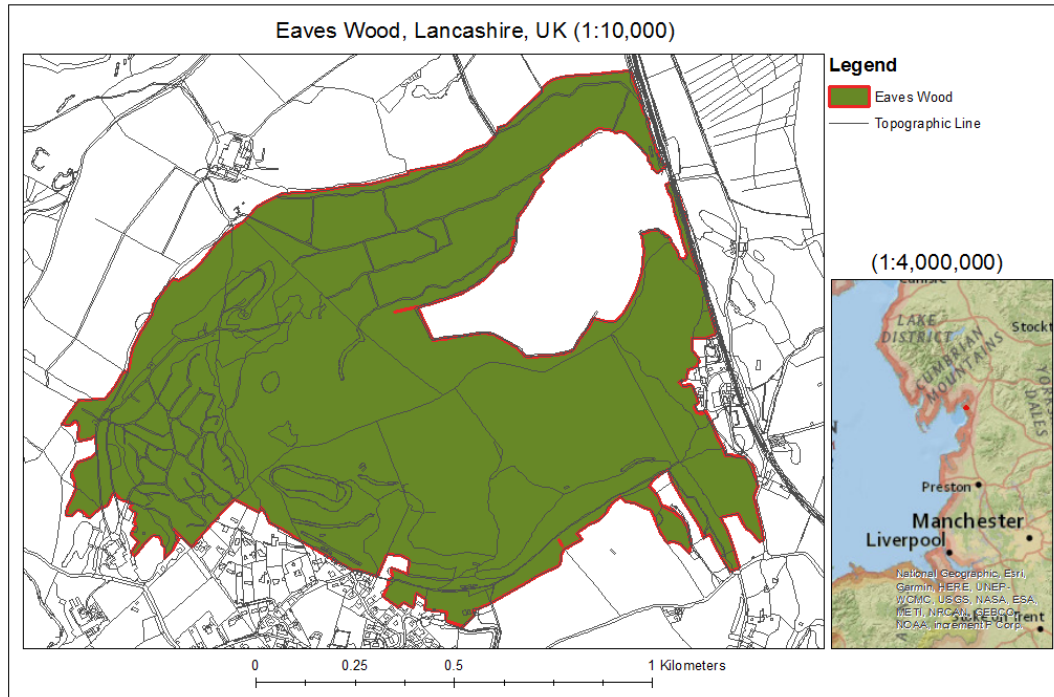 Eaves Wood, Lancashire, UK (1:10,000)
Legend
Eaves Wood
Topographic Line
(1:4,000,000)
LAKE
DISTRICT
CUMBRIAN
MOUNTAINS
Stockt
DALES
Preston
Manchester
Liverpool
National Geographic, Esri,
Garmin, HERE, UNEP-
WCMC, USGS, NASA, ESA,
METI, NRCAN, GEBCO,
NOAA, increment P Corp.
0 0.25 0.5 1 Kilometers